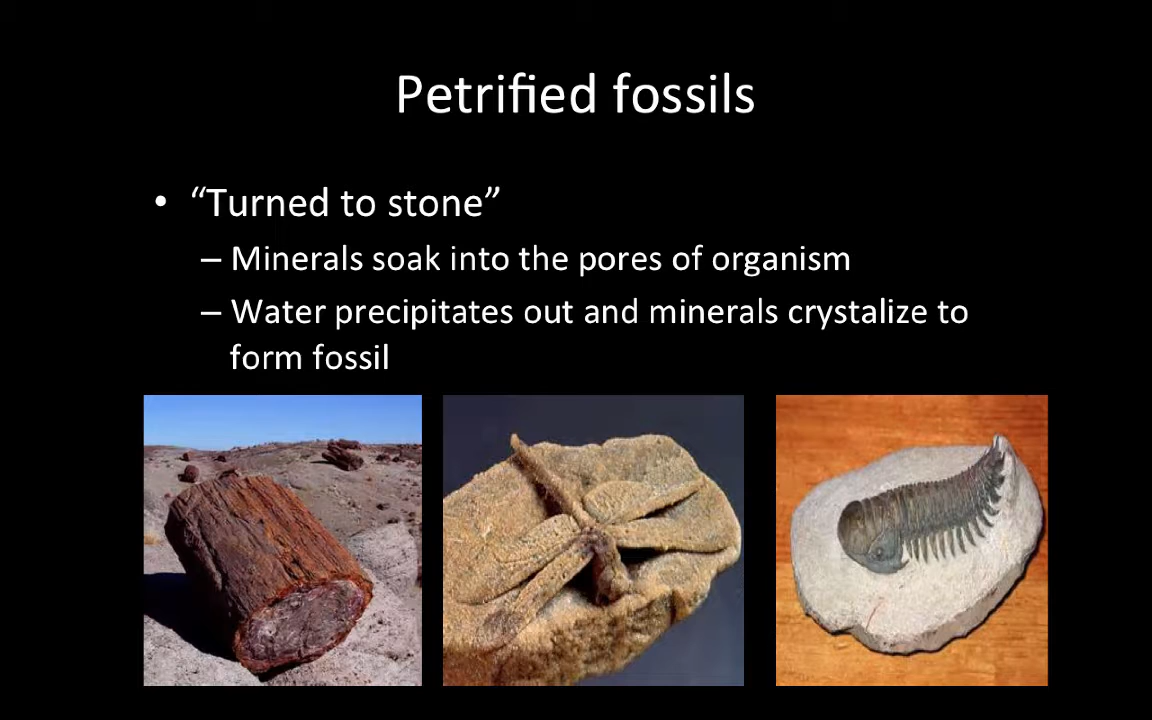 Petrified fossils
• “Turned to stone”
– Minerals soak into the pores of organism
– Water precipitates out and minerals crystalize to
form fossil